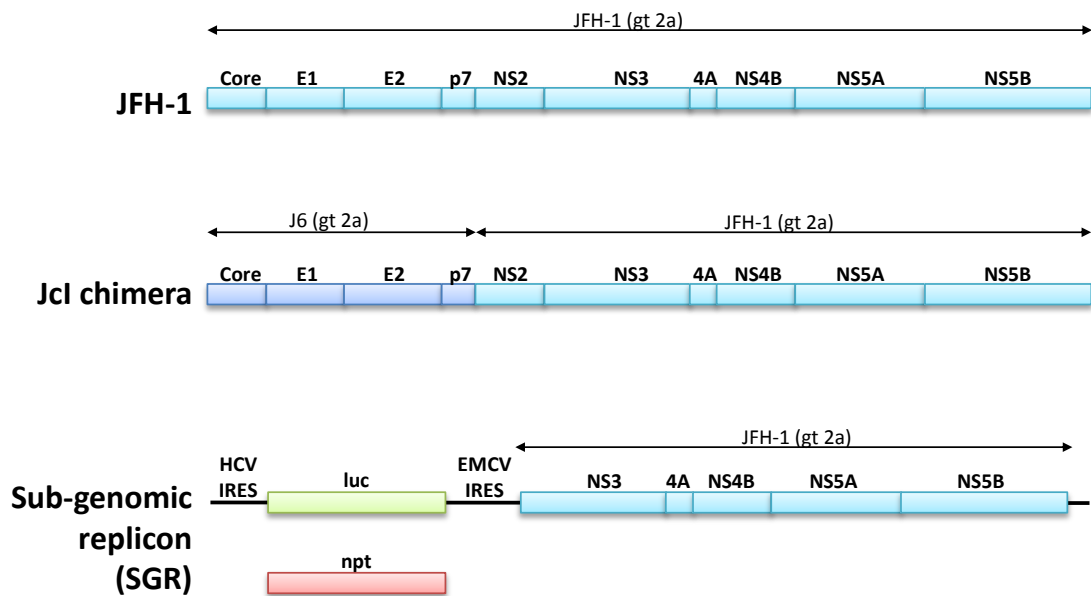 JFH-1 (gt 2a)
Core E1 E2 p7 NS2 NS3 4A NS4B NS5A NS5B
JFH-1
J6 (gt 2a) JFH-1 (gt 2a)
Core E1 E2 p7 NS2 NS3 4A NS4B NS5A NS5B
JcI chimera
JFH-1 (gt 2a)
HCV
IRES
luc
EMCV
IRES
NS3 4A NS4B NS5A NS5B
Sub-genomic
replicon
(SGR)
npt